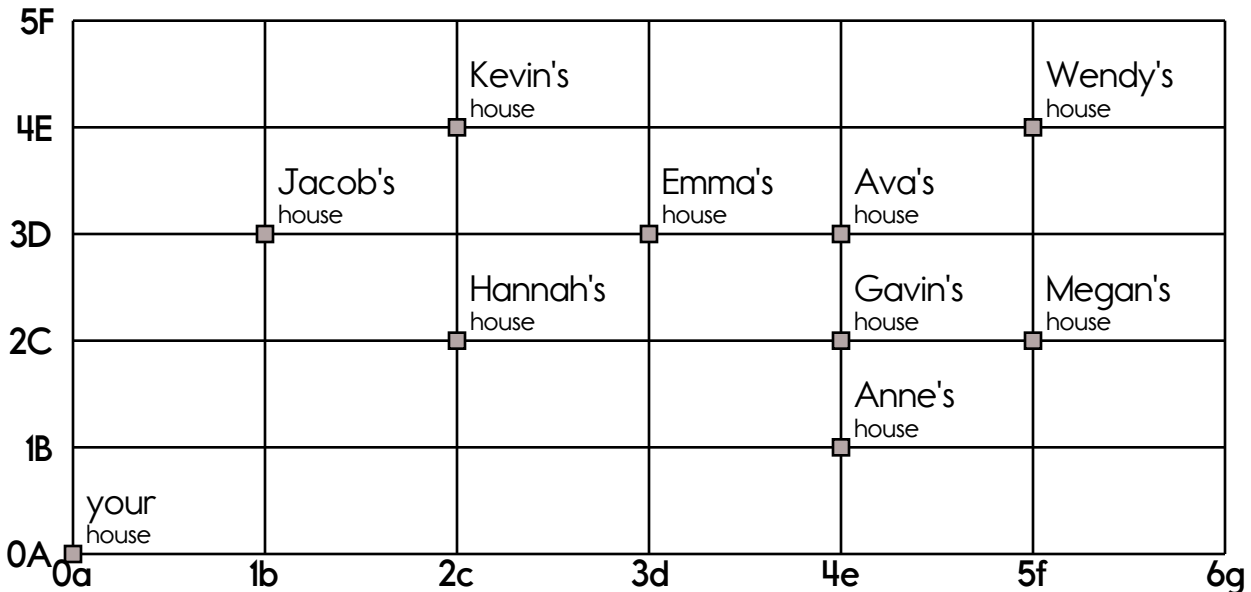 5F
Kevin's
house
Wendy's
house
4E
Jacob's
house
Emma's
house
Ava's
house
3D
Hannah's
house
Gavin's
house
Megan's
house
2C
Anne's
house
1B
your
house
0A
0a 1b 2c 3d 4e 5f 6g